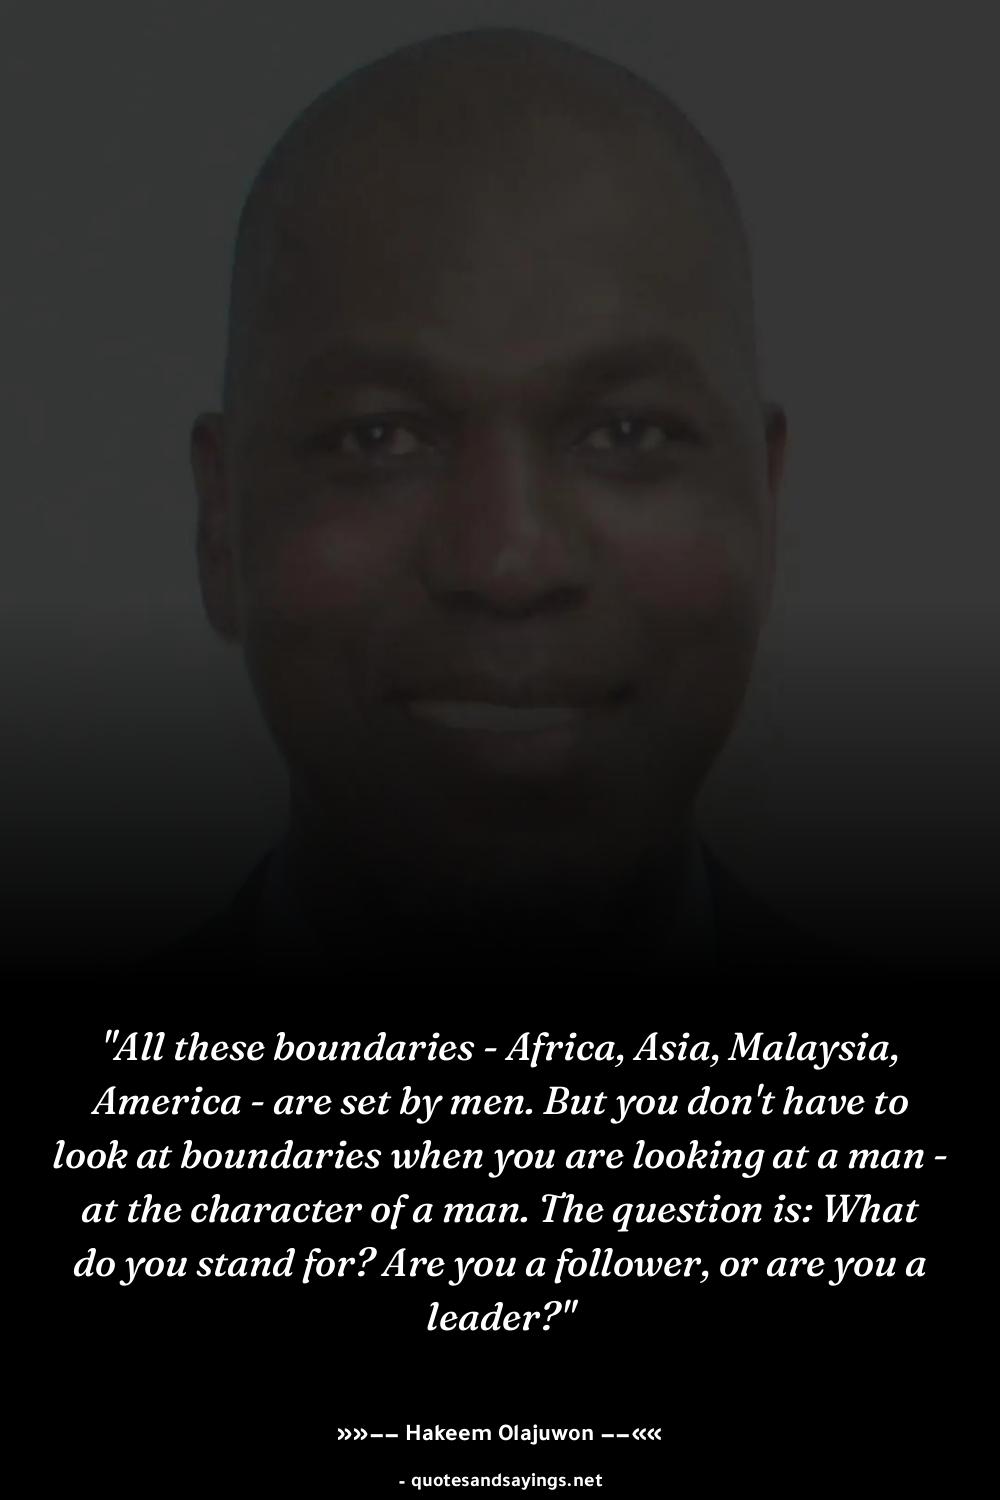 "All these boundaries - Africa, Asia, Malaysia,
America - are set by men. But you don't have to
look at boundaries when you are looking at a man -
at the character of a man. The question is: What
do you stand for? Are you a follower, or are you a
leader?"
»»−− Hakeem Olajuwon −−««
- quotesandsayings.net